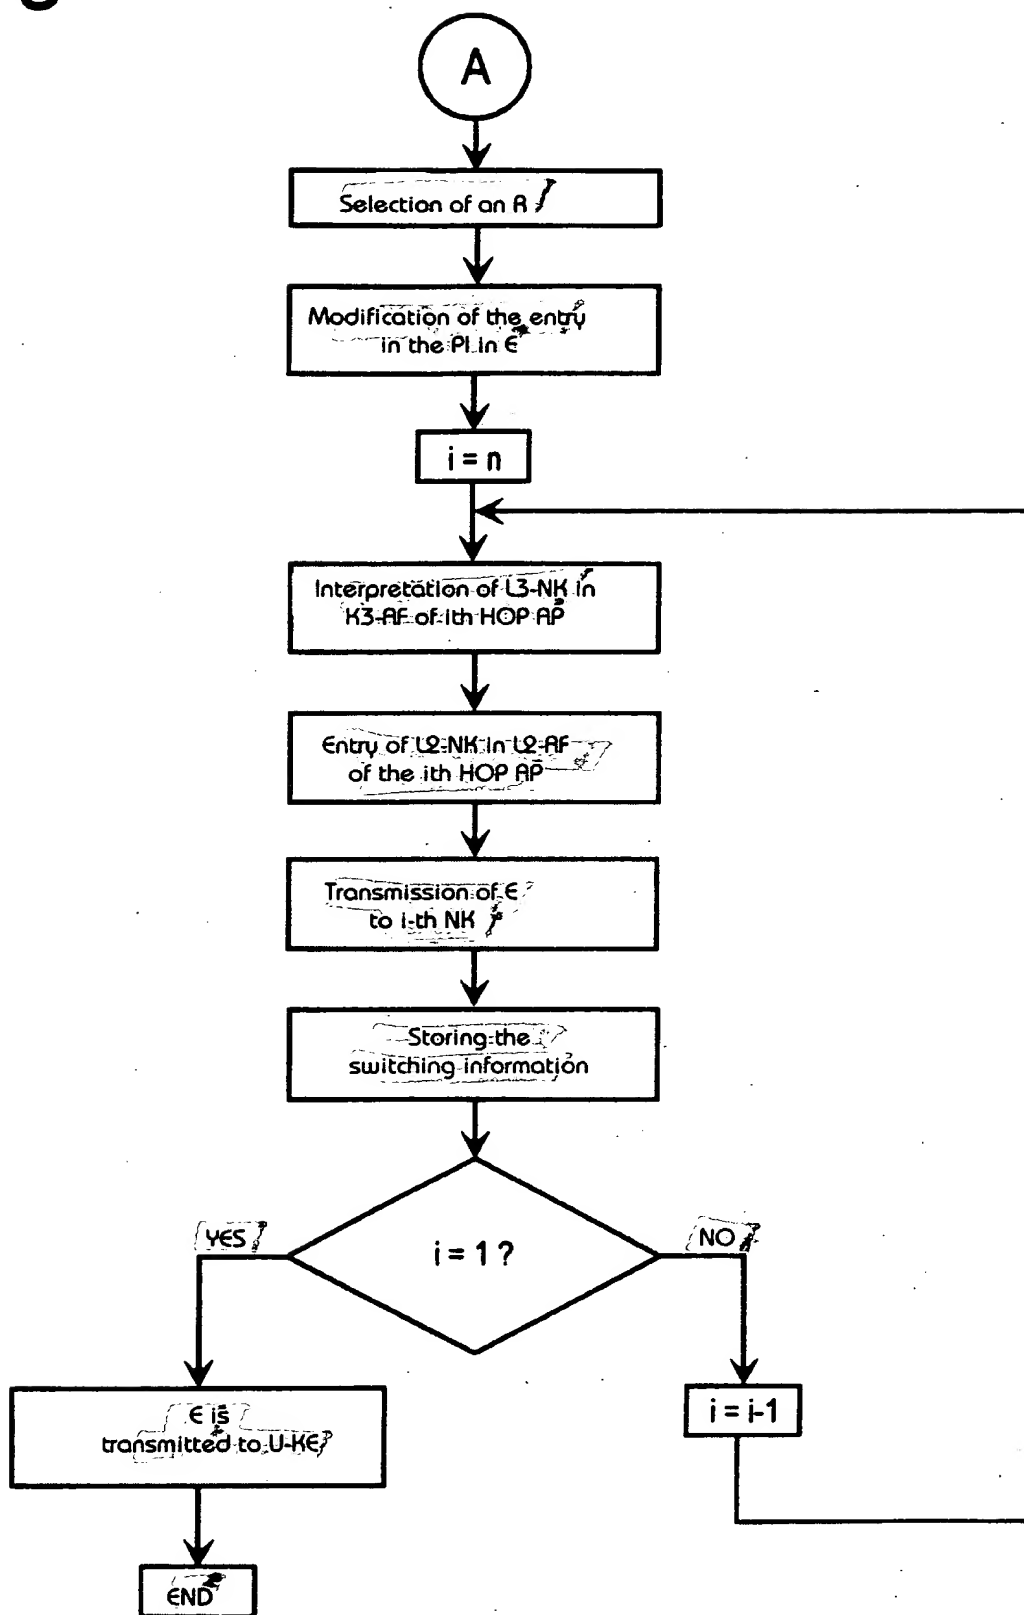 A
Selection of an R
Modification of the entry
in the PI in E
i = n
Interpretation of L3-NK in
K3-AF of ith HOP AP
Entry of L2-NK in L2-AF
of the ith HOP AP
Transmission of E
to i-th NK
Storing the
switching information
i = 1 ?
YES
NO
E is
transmitted to U-KE
i = i-1
END